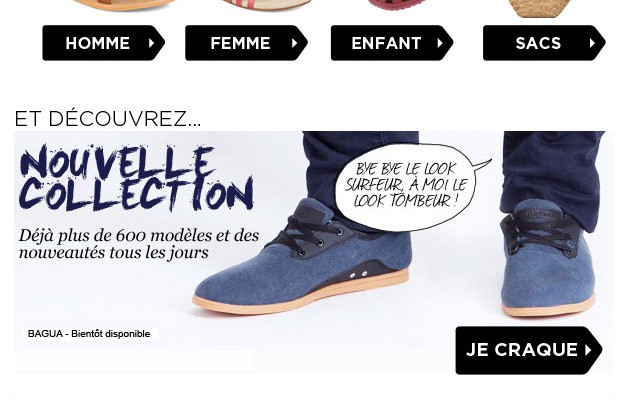 HOMME
FEMME
ENFANT
SACS
ET DÉCOUVREZ...
NOUVELLE
COLLECTION
Déjà plus de 600 modèles et des
nouveautés tous les jours
BYE BYE LE LOOK
SURFEUR, À MOI LE
LOOK TOMBEUR !
BAGUA - Bientôt disponible
JE CRAQUE